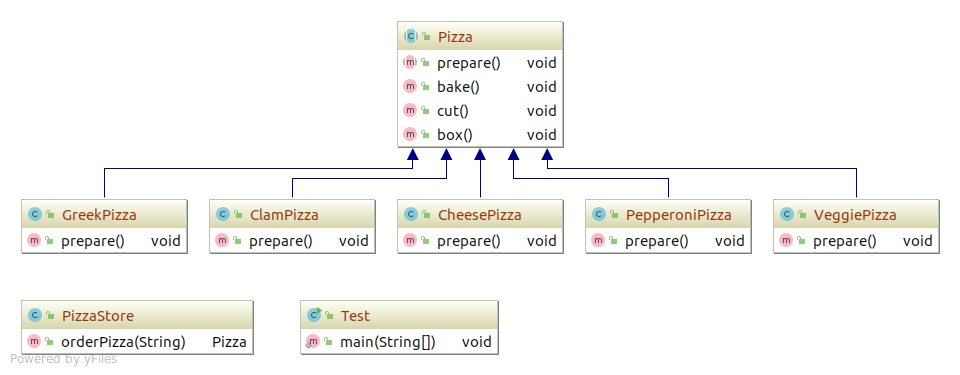 Pizza
prepare() void
bake() void
cut() void
box() void
GreekPizza
prepare() void
ClamPizza
prepare() void
CheesePizza
prepare() void
PepperoniPizza
prepare() void
VeggiePizza
prepare() void
PizzaStore
orderPizza(String) Pizza
Test
main(String[]) void
Powered by yFiles